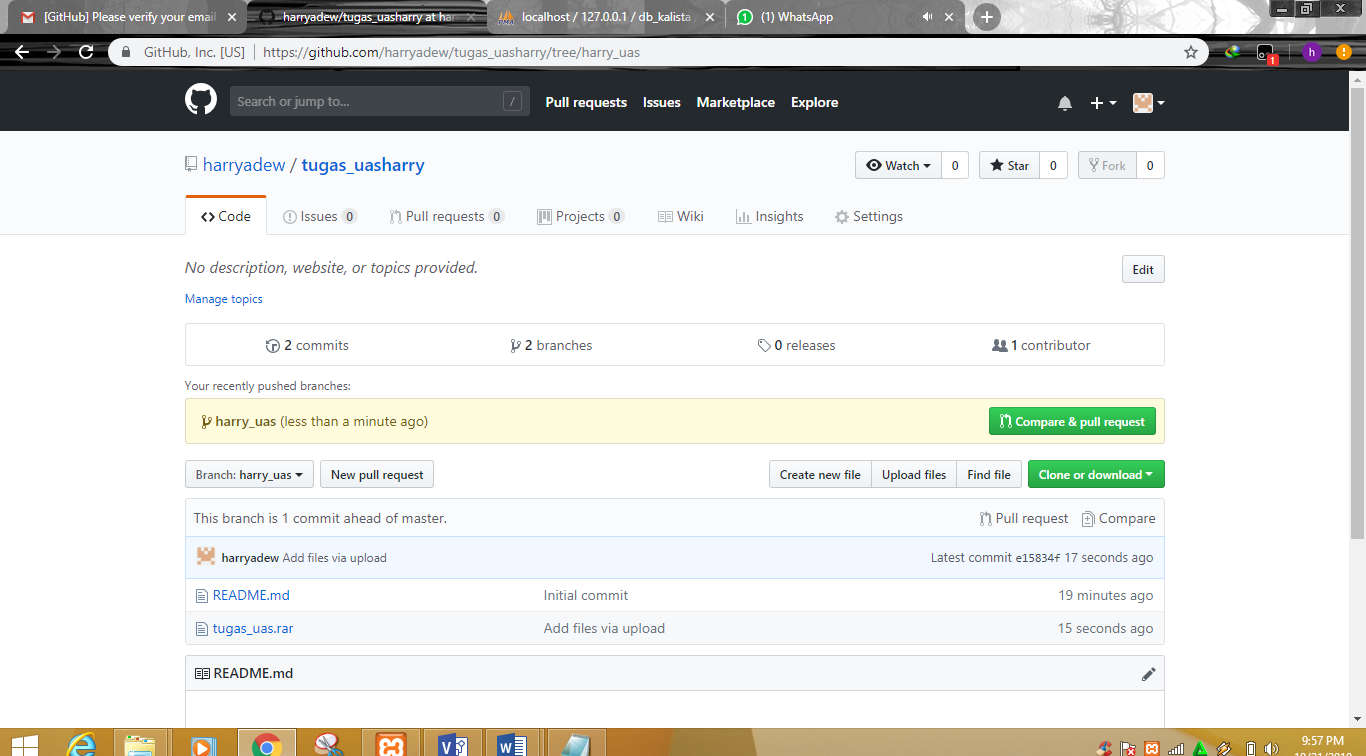 [GitHub] Please verify your email
harryadew/tugas_uasharry at har
localhost / 127.0.0.1 / db_kalista
(1) WhatsApp
GitHub, Inc. [US]
https://github.com/harryadew/tugas_uasharry/tree/harry_uas
Search or jump to...
/
Pull requests
Issues
Marketplace
Explore
harryadew / tugas_uasharry
Watch 0
Star 0
Fork 0
Code
Issues 0
Pull requests 0
Projects 0
Wiki
Insights
Settings
No description, website, or topics provided.
Edit
Manage topics
2 commits
2 branches
0 releases
1 contributor
Your recently pushed branches:
harry_uas (less than a minute ago)
Compare & pull request
Branch: harry_uas
New pull request
Create new file
Upload files
Find file
Clone or download
This branch is 1 commit ahead of master.
Pull request
Compare
harryadew Add files via upload
Latest commit e15834f 17 seconds ago
README.md
Initial commit
19 minutes ago
tugas_uas.rar
Add files via upload
15 seconds ago
README.md
9:57 PM